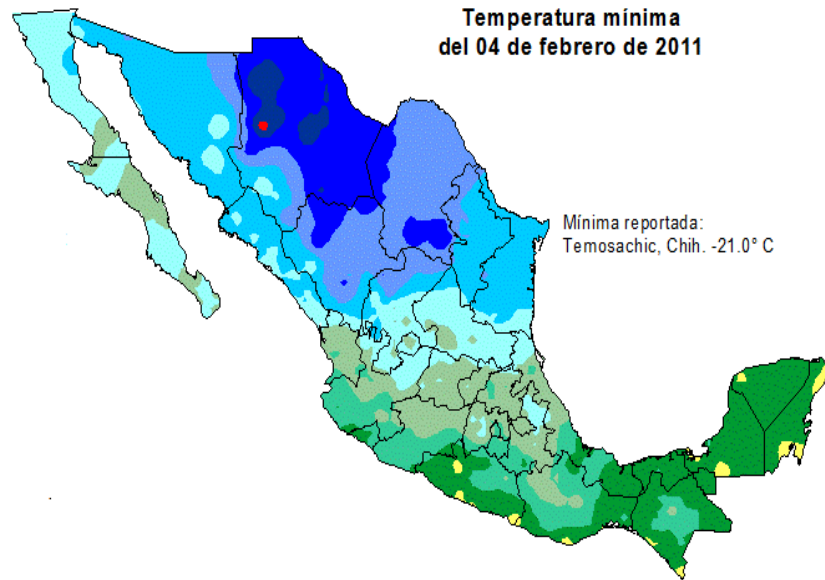 Temperatura mínima
del 04 de febrero de 2011
Mínima reportada:
Temosachic, Chih. -21.0° C